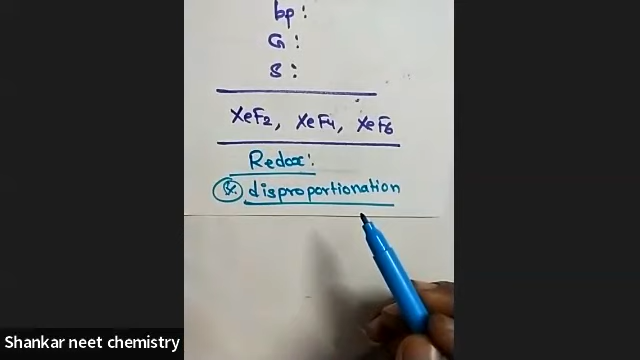 bp:
G:
S:
XeF2, XeF4, XeF6
Redox:
& disproportionation
Shankar neet chemistry